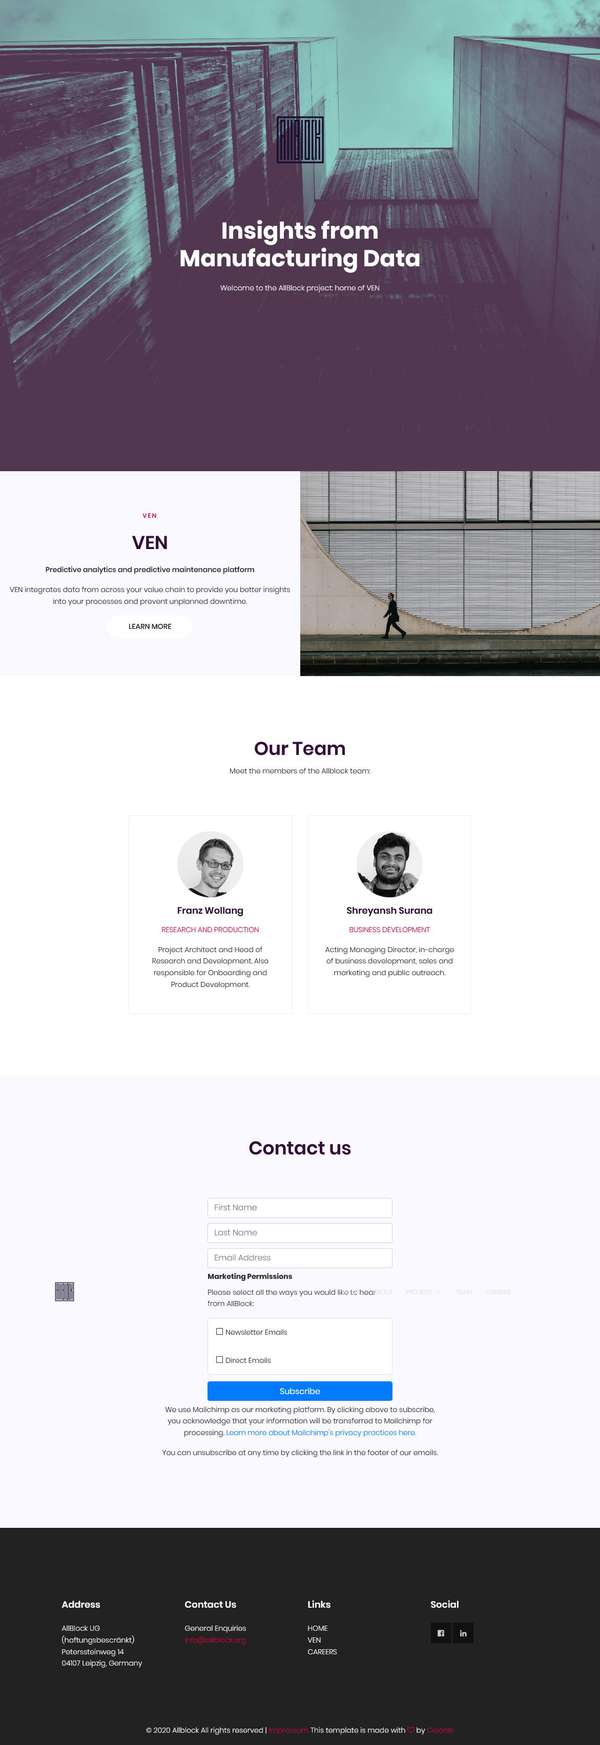 ALLBLOCK
Insights from
Manufacturing Data
Welcome to the AllBlock project: home of VEN
VEN
VEN
Predictive analytics and predictive maintenance platform
VEN integrates data from across your value chain to provide you better insights
into your processes and prevent unplanned downtime.
LEARN MORE
Our Team
Meet the members of the Allblock team:
Franz Wollang
RESEARCH AND PRODUCTION
Project Architect and Head of
Research and Development. Also
responsible for Onboarding and
Product Development.
Shreyansh Surana
BUSINESS DEVELOPMENT
Acting Managing Director, in-charge
of business development, sales and
marketing and public outreach.
Contact us
First Name
Last Name
Email Address
Marketing Permissions
Please select all the ways you would like to hear
from AllBlock:
TEAM CAREERS
Newsletter Emails
Direct Emails
Subscribe
We use Mailchimp as our marketing platform. By clicking above to subscribe,
you acknowledge that your information will be transferred to Mailchimp for
processing. Learn more about Mailchimp's privacy practices here.
You can unsubscribe at any time by clicking the link in the footer of our emails.
Address
AllBlock UG
(haftungsbeschränkt)
Peterssteinweg 14
04107 Leipzig, Germany
Contact Us
General Enquiries
info@allblock.org
Links
HOME
VEN
CAREERS
Social
© 2020 Allblock All rights reserved | Impressum This template is made with ♡ by Colorlib